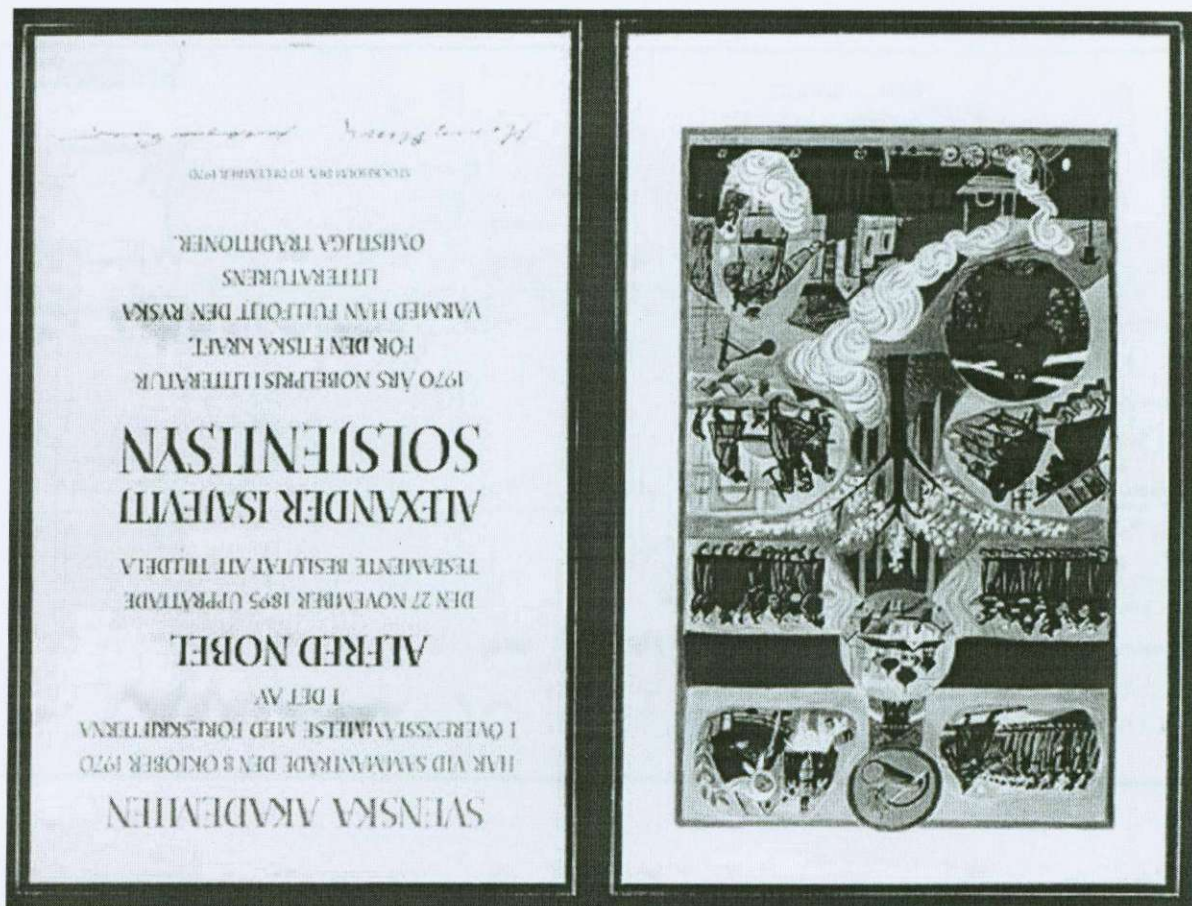 SVENSKA AKADEMIEN
HAR VID SAMMANTRÄDE DEN 8 OKTOBER 1970
I ÖVERENSSTÄMMELSE MED FÖRESKRIFTERNA
I DET AV
ALFRED NOBEL
DEN 27 NOVEMBER 1895 UPPRÄTTADE
TESTAMENTE BESLUTAT ATT TILLDELA
ALEXANDER ISAJEVITJ
SOLSJENITSYN
1970 ÅRS NOBELPRIS I LITTERATUR
FÖR DEN ETISKA KRAFT,
VARMED HAN FULLFÖLJT DEN RYSKA
LITTERATURENS
OMISTLIGA TRADITIONER.
STOCKHOLM DEN 10 DECEMBER 1970